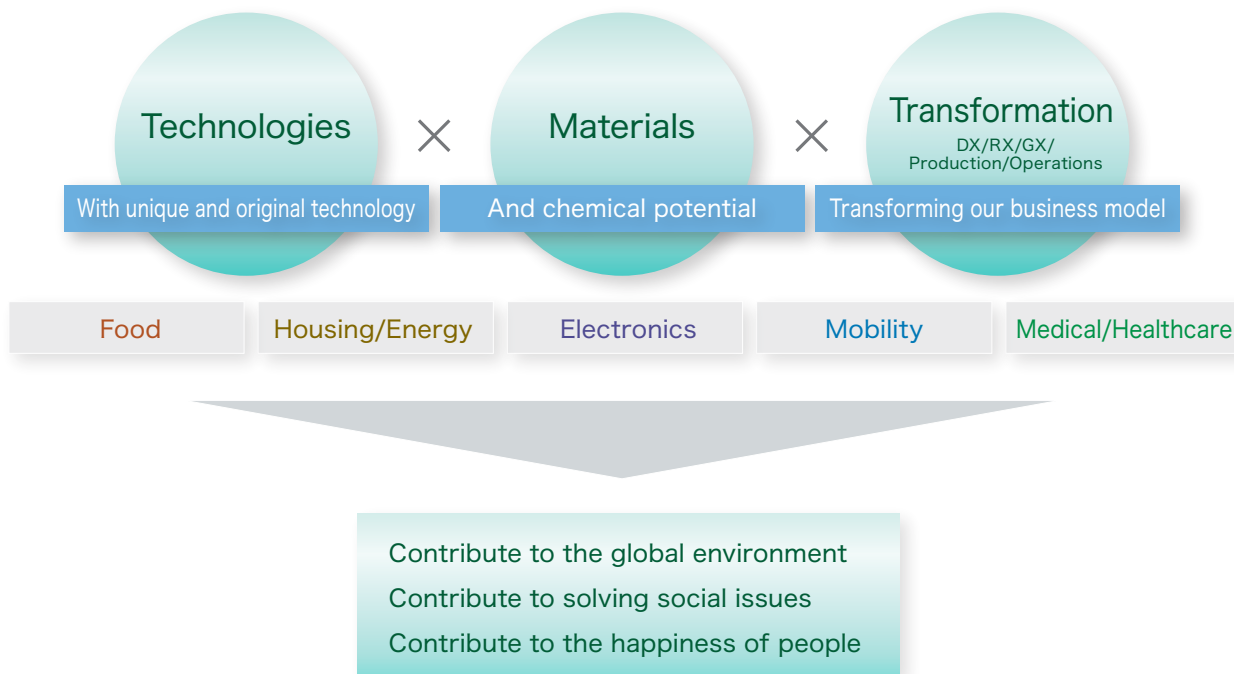 Technologies × Materials × Transformation
DX/RX/GX/
Production/Operations
With unique and original technology
And chemical potential
Transforming our business model
Food
Housing/Energy
Electronics
Mobility
Medical/Healthcare
Contribute to the global environment
Contribute to solving social issues
Contribute to the happiness of people